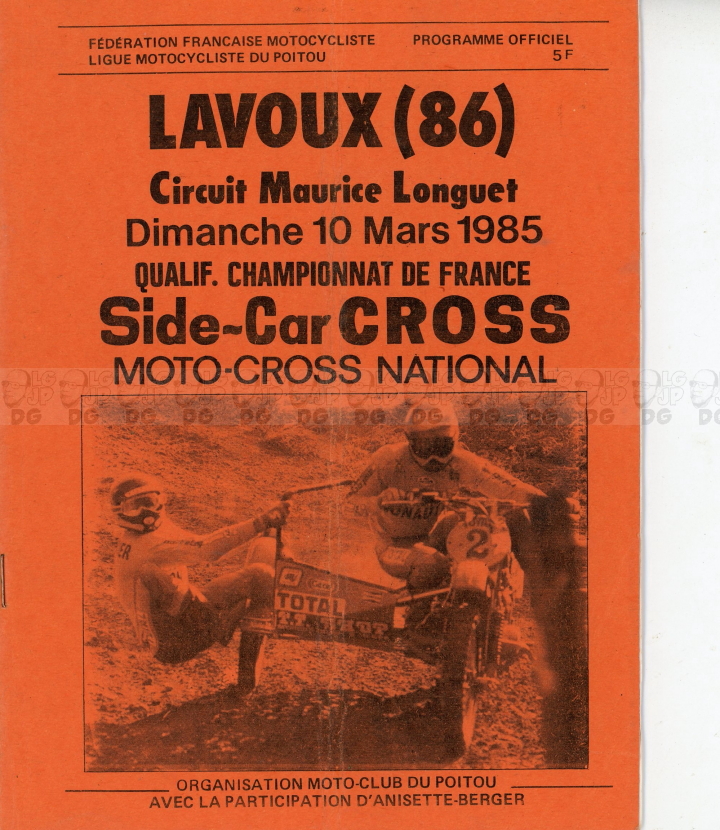 FÉDÉRATION FRANCAISE MOTOCYCLISTE
LIGUE MOTOCYCLISTE DU POITOU
PROGRAMME OFFICIEL
5 F
LAVOUX (86)
Circuit Maurice Longuet
Dimanche 10 Mars 1985
QUALIF. CHAMPIONNAT DE FRANCE
Side-Car CROSS
MOTO-CROSS NATIONAL
2
TOTAL
ORGANISATION MOTO-CLUB DU POITOU
AVEC LA PARTICIPATION D'ANISETTE-BERGER